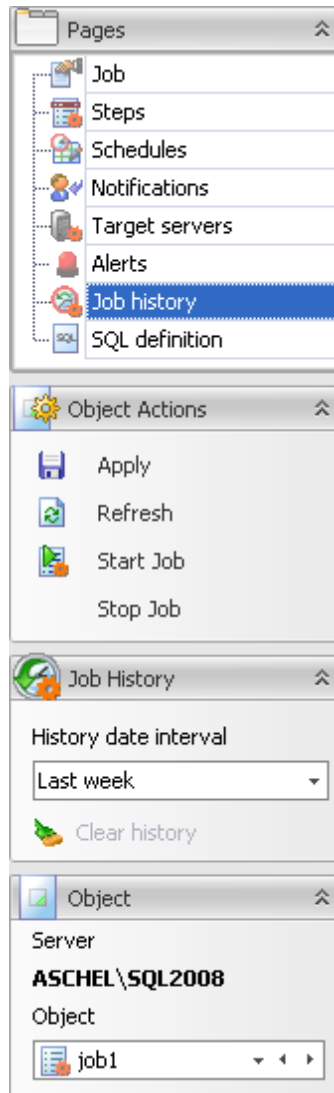 Pages
Job
Steps
Schedules
Notifications
Target servers
Alerts
Job history
SQL
SQL definition
Object Actions
Apply
Refresh
Start Job
Stop Job
Job History
History date interval
Last week
Clear history
Object
Server
ASCHEL\SQL2008
Object
job1